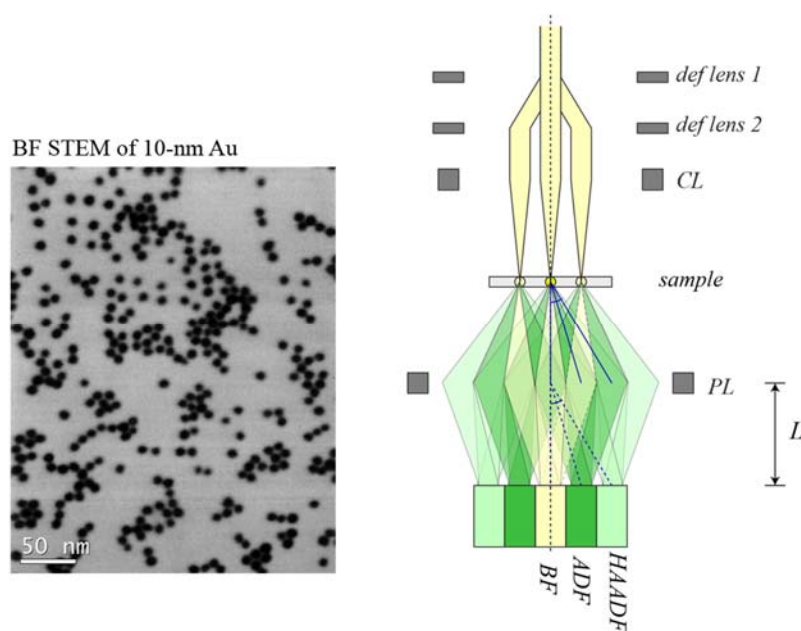 BF STEM of 10-nm Au
50 nm
def lens 1
def lens 2
CL
sample
PL
L
BF
ADF
HAADF